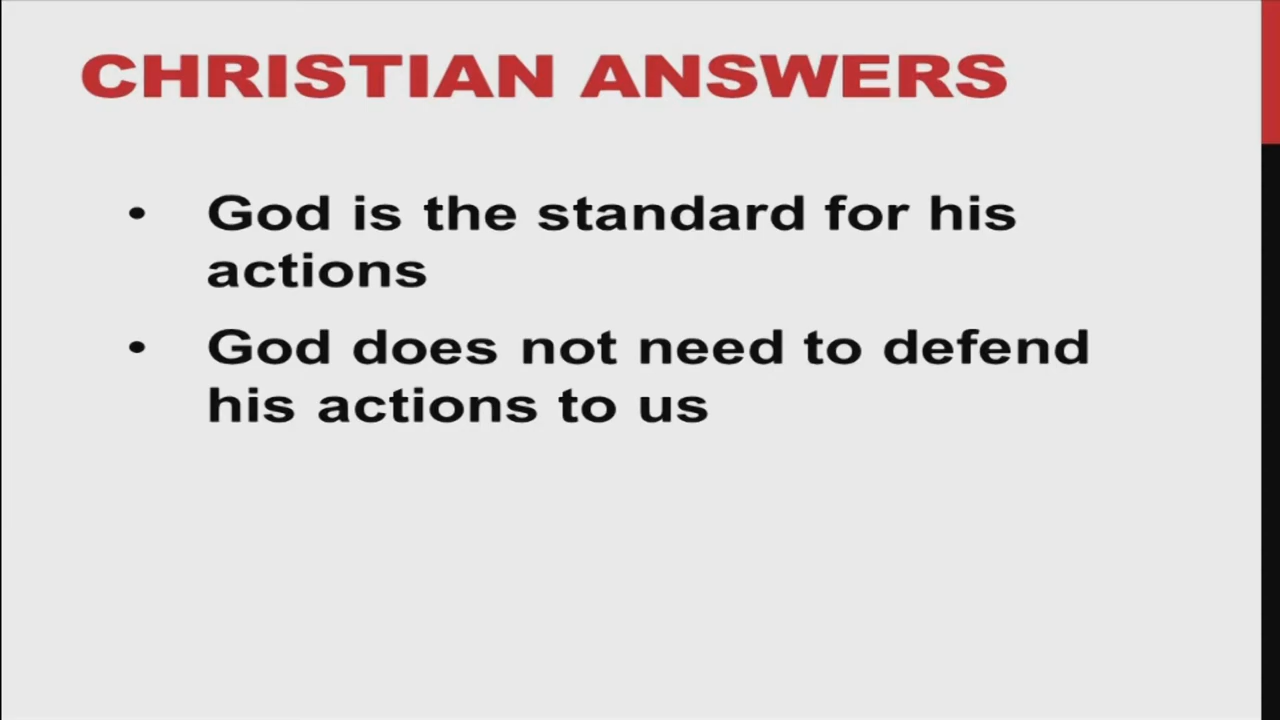 CHRISTIAN ANSWERS
• God is the standard for his
actions
• God does not need to defend
his actions to us